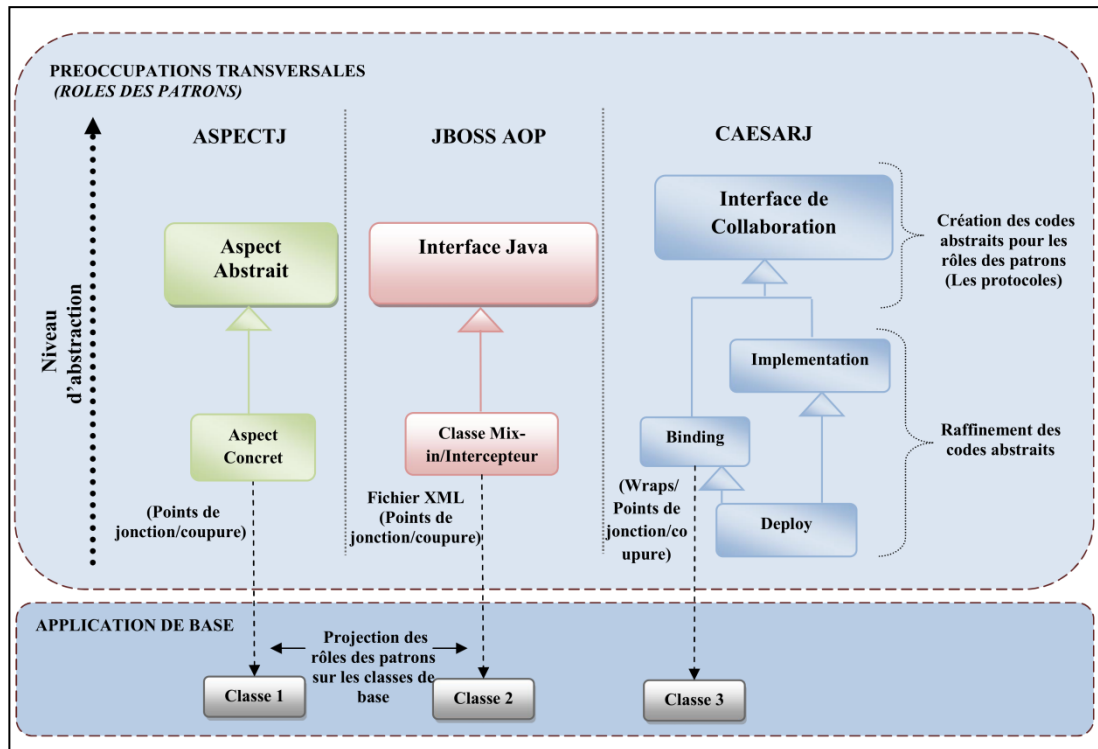 PREOCCUPATIONS TRANSVERSALES
(ROLES DES PATRONS)
ASPECTJ
JBOSS AOP
CAESARJ
Niveau
d’abstraction
Aspect
Abstrait
Interface Java
Interface de
Collaboration
Création des codes
abstraits pour les
rôles des patrons
(Les protocoles)
Implementation
Aspect
Concret
Classe Mix-
in/Intercepteur
Binding
Raffinement des
codes abstraits
(Points de
jonction/coupure)
Fichier XML
(Points de
jonction/coupure)
(Wraps/
Points de
jonction/co
upure)
Deploy
APPLICATION DE BASE
Projection des
rôles des patrons
sur les classes de
base
Classe 1
Classe 2
Classe 3